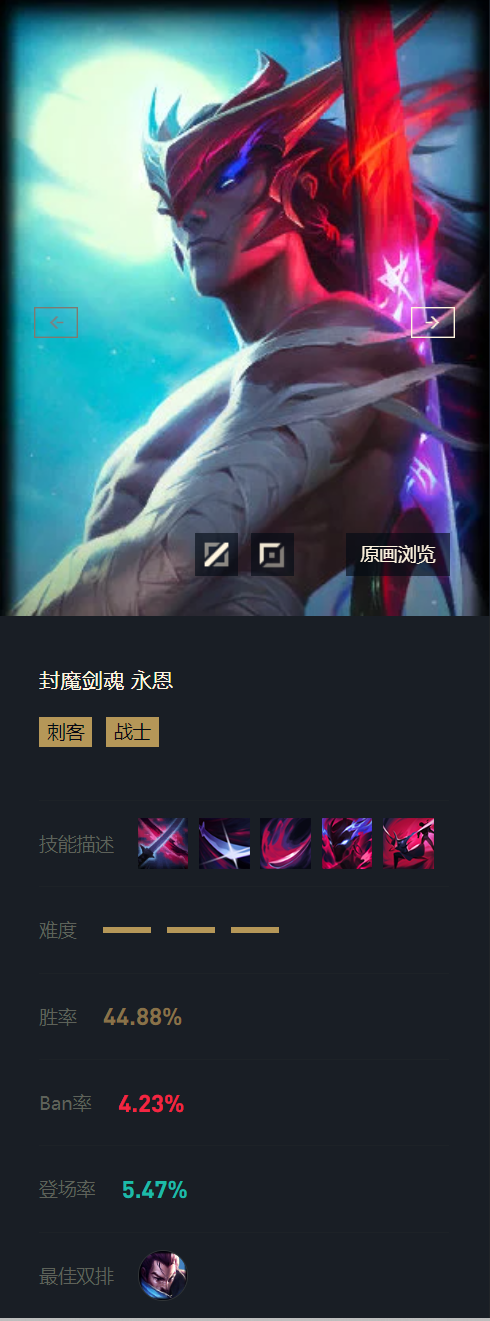 原画浏览
封魔剑魂 永恩
刺客 战士
技能描述
难度
胜率 44.88%
Ban率 4.23%
登场率 5.47%
最佳双排